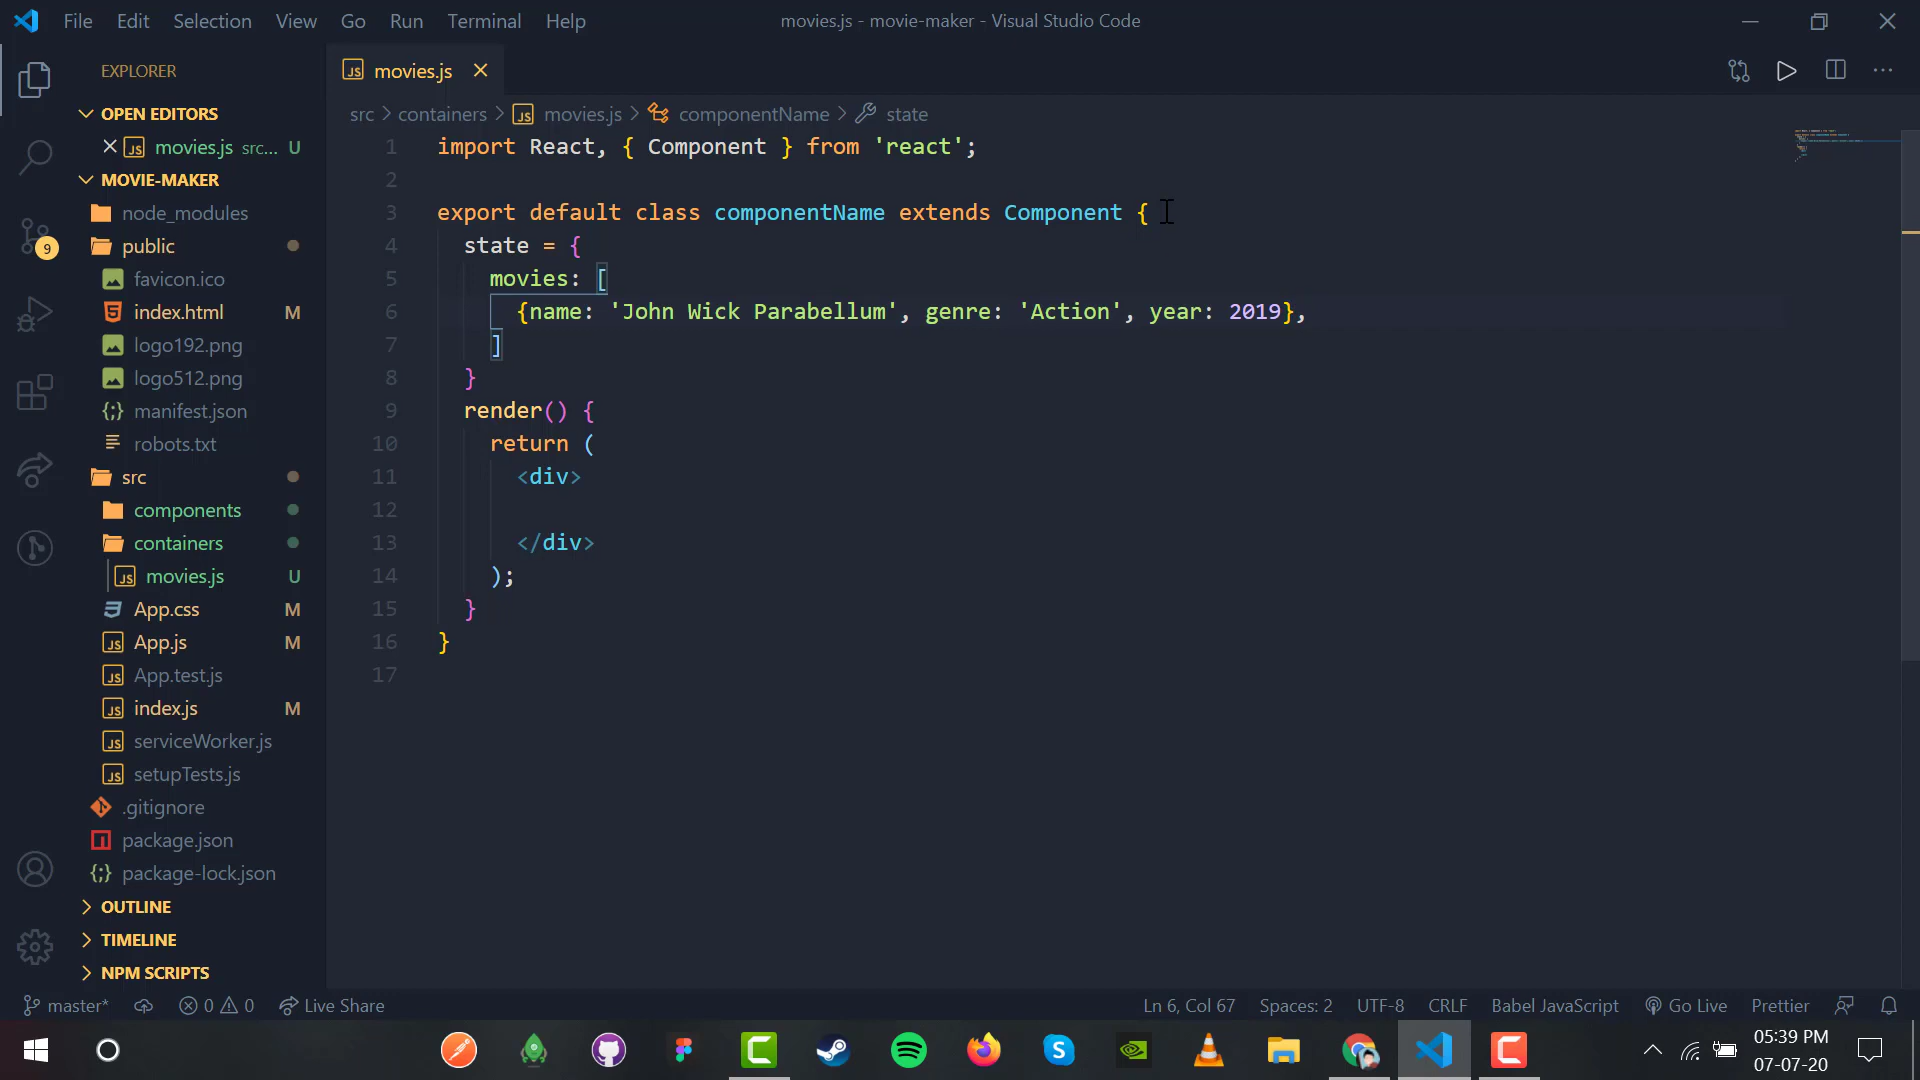 File Edit Selection View Go Run Terminal Help
movies.js - movie-maker - Visual Studio Code
EXPLORER
OPEN EDITORS
movies.js src... U
MOVIE-MAKER
node_modules
public
favicon.ico
index.html M
logo192.png
logo512.png
manifest.json
robots.txt
src
components
containers
movies.js U
App.css M
App.js M
App.test.js
index.js M
serviceWorker.js
setupTests.js
.gitignore
package.json
package-lock.json
OUTLINE
TIMELINE
NPM SCRIPTS
9
movies.js
src > containers > movies.js > componentName > state
1 import React, { Component } from 'react';
2
3 export default class componentName extends Component {
4 state = {
5 movies: [
6 {name: 'John Wick Parabellum', genre: 'Action', year: 2019},
7 ]
8 }
9 render() {
10 return (
11 <div>
12
13 </div>
14 );
15 }
16 }
17
master* 0 0 Live Share
Ln 6, Col 67 Spaces: 2 UTF-8 CRLF Babel JavaScript Go Live Prettier
05:39 PM
07-07-20